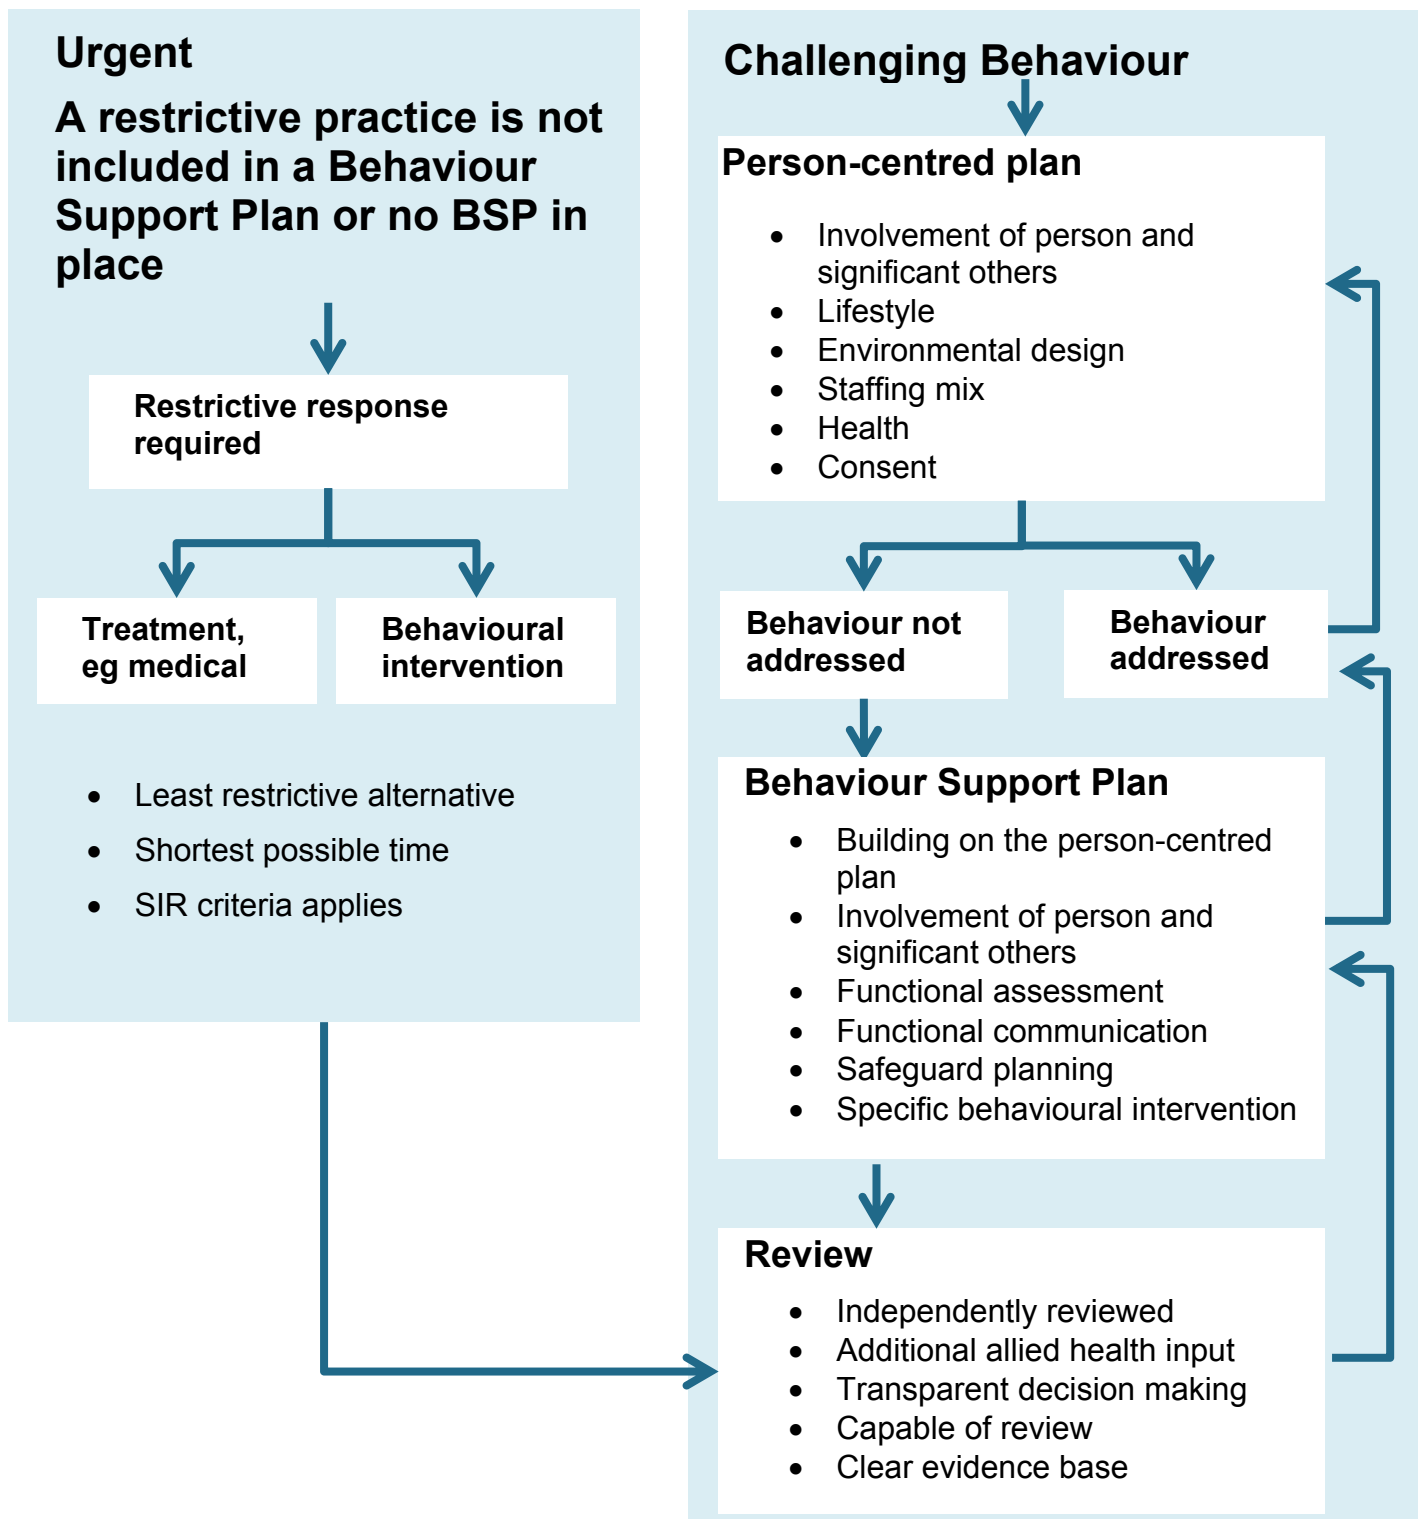 Urgent
A restrictive practice is not
included in a Behaviour
Support Plan or no BSP in
place
Restrictive response
required
Treatment,
eg medical
Behavioural
intervention
• Least restrictive alternative
• Shortest possible time
• SIR criteria applies
Challenging Behaviour
Person-centred plan
• Involvement of person and
significant others
• Lifestyle
• Environmental design
• Staffing mix
• Health
• Consent
Behaviour not
addressed
Behaviour
addressed
Behaviour Support Plan
• Building on the person-centred
plan
• Involvement of person and
significant others
• Functional assessment
• Functional communication
• Safeguard planning
• Specific behavioural intervention
Review
• Independently reviewed
• Additional allied health input
• Transparent decision making
• Capable of review
• Clear evidence base